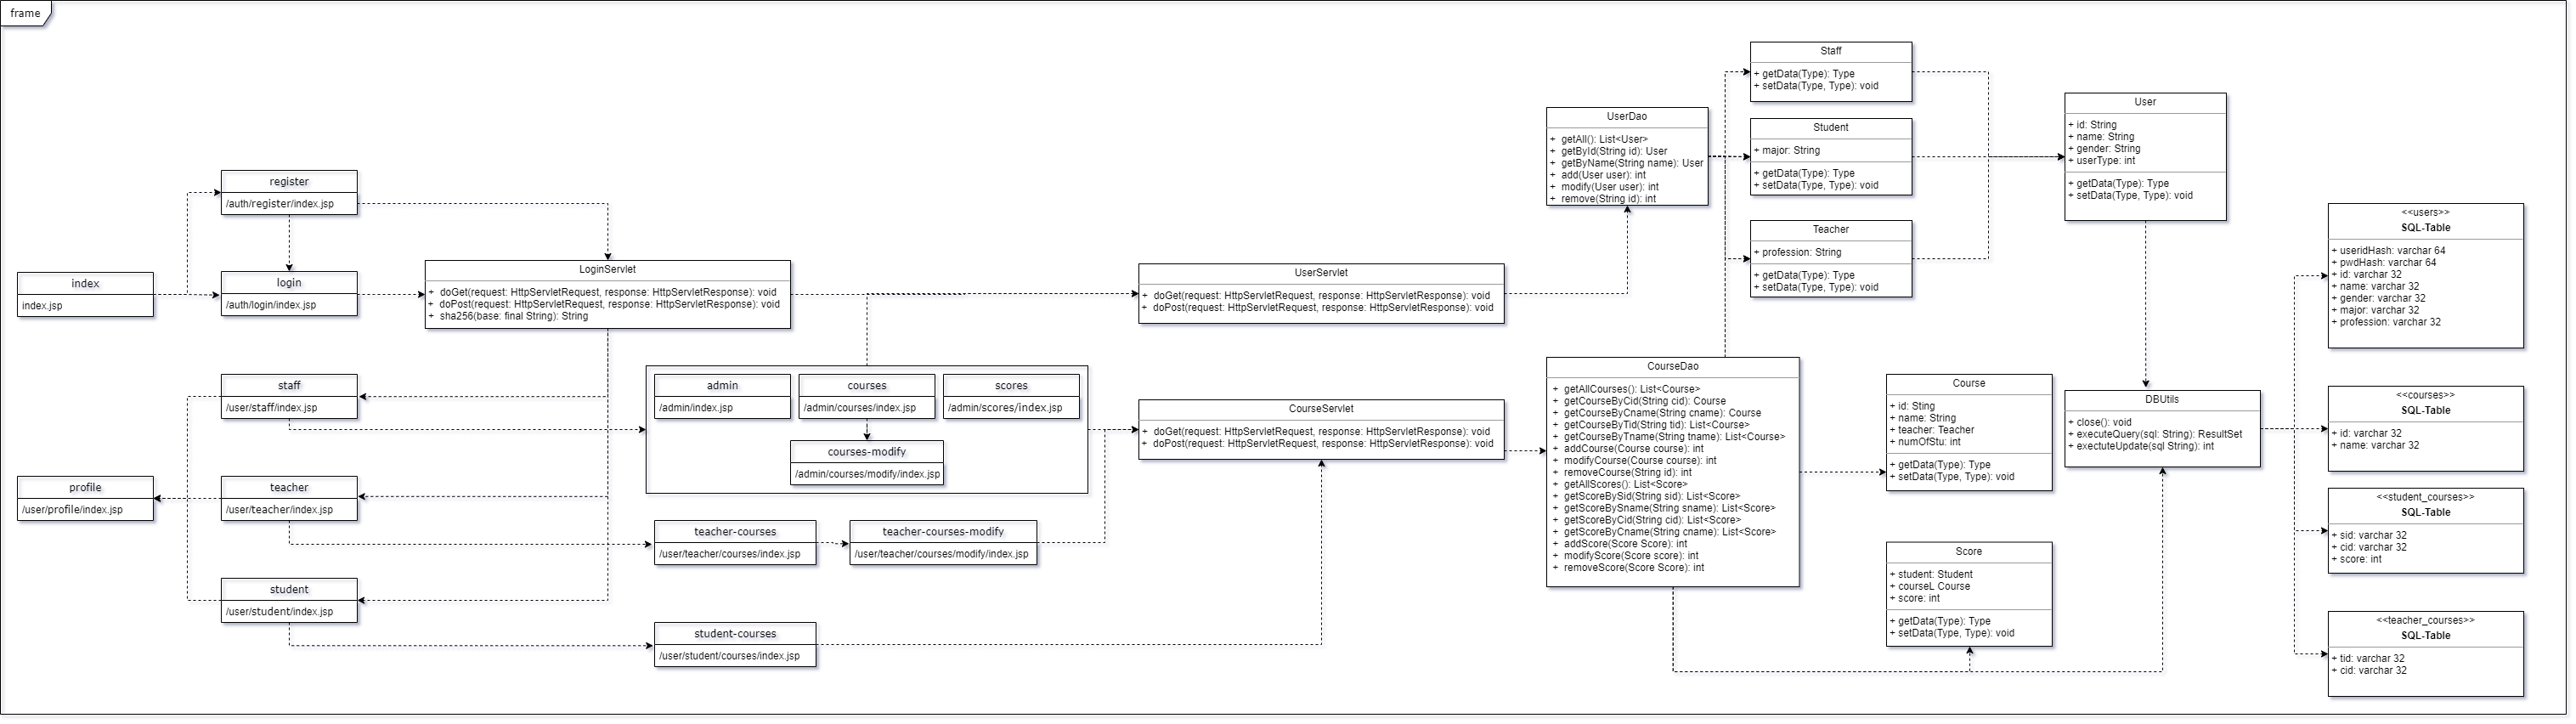 frame
index
index.jsp
register
/auth/register/index.jsp
login
/auth/login/index.jsp
LoginServlet
+ doGet(request: HttpServletRequest, response: HttpServletResponse): void
+ doPost(request: HttpServletRequest, response: HttpServletResponse): void
+ sha256(base: final String): String
staff
/user/staff/index.jsp
profile
/user/profile/index.jsp
teacher
/user/teacher/index.jsp
student
/user/student/index.jsp
admin
/admin/index.jsp
courses
/admin/courses/index.jsp
scores
/admin/scores/index.jsp
courses-modify
/admin/courses/modify/index.jsp
teacher-courses
/user/teacher/courses/index.jsp
teacher-courses-modify
/user/teacher/courses/modify/index.jsp
student-courses
/user/student/courses/index.jsp
UserServlet
+ doGet(request: HttpServletRequest, response: HttpServletResponse): void
+ doPost(request: HttpServletRequest, response: HttpServletResponse): void
CourseServlet
+ doGet(request: HttpServletRequest, response: HttpServletResponse): void
+ doPost(request: HttpServletRequest, response: HttpServletResponse): void
UserDao
+ getAll(): List<User>
+ getById(String id): User
+ getByName(String name): User
+ add(User user): int
+ modify(User user): int
+ remove(String id): int
CourseDao
+ getAllCourses(): List<Course>
+ getCourseByCid(String cid): Course
+ getCourseByCname(String cname): Course
+ getCourseByTid(String tid): List<Course>
+ getCourseByTname(String tname): List<Course>
+ addCourse(Course course): int
+ modifyCourse(Course course): int
+ removeCourse(String id): int
+ getAllScores(): List<Score>
+ getScoreBySid(String sid): List<Score>
+ getScoreBySname(String sname): List<Score>
+ getScoreByCid(String cid): List<Score>
+ getScoreByCname(String cname): List<Score>
+ addScore(Score Score): int
+ modifyScore(Score score): int
+ removeScore(Score Score): int
Staff
+ getData(Type): Type
+ setData(Type, Type): void
Student
+ major: String
+ getData(Type): Type
+ setData(Type, Type): void
Teacher
+ profession: String
+ getData(Type): Type
+ setData(Type, Type): void
Course
+ id: Sting
+ name: String
+ teacher: Teacher
+ numOfStu: int
+ getData(Type): Type
+ setData(Type, Type): void
Score
+ student: Student
+ courseL Course
+ score: int
+ getData(Type): Type
+ setData(Type, Type): void
User
+ id: String
+ name: String
+ gender: String
+ userType: int
+ getData(Type): Type
+ setData(Type, Type): void
DBUtils
+ close(): void
+ executeQuery(sql: String): ResultSet
+ exectuteUpdate(sql String): int
<<users>>
SQL-Table
+ useridHash: varchar 64
+ pwdHash: varchar 64
+ id: varchar 32
+ name: varchar 32
+ gender: varchar 32
+ major: varchar 32
+ profession: varchar 32
<<courses>>
SQL-Table
+ id: varchar 32
+ name: varchar 32
<<student_courses>>
SQL-Table
+ sid: varchar 32
+ cid: varchar 32
+ score: int
<<teacher_courses>>
SQL-Table
+ tid: varchar 32
+ cid: varchar 32